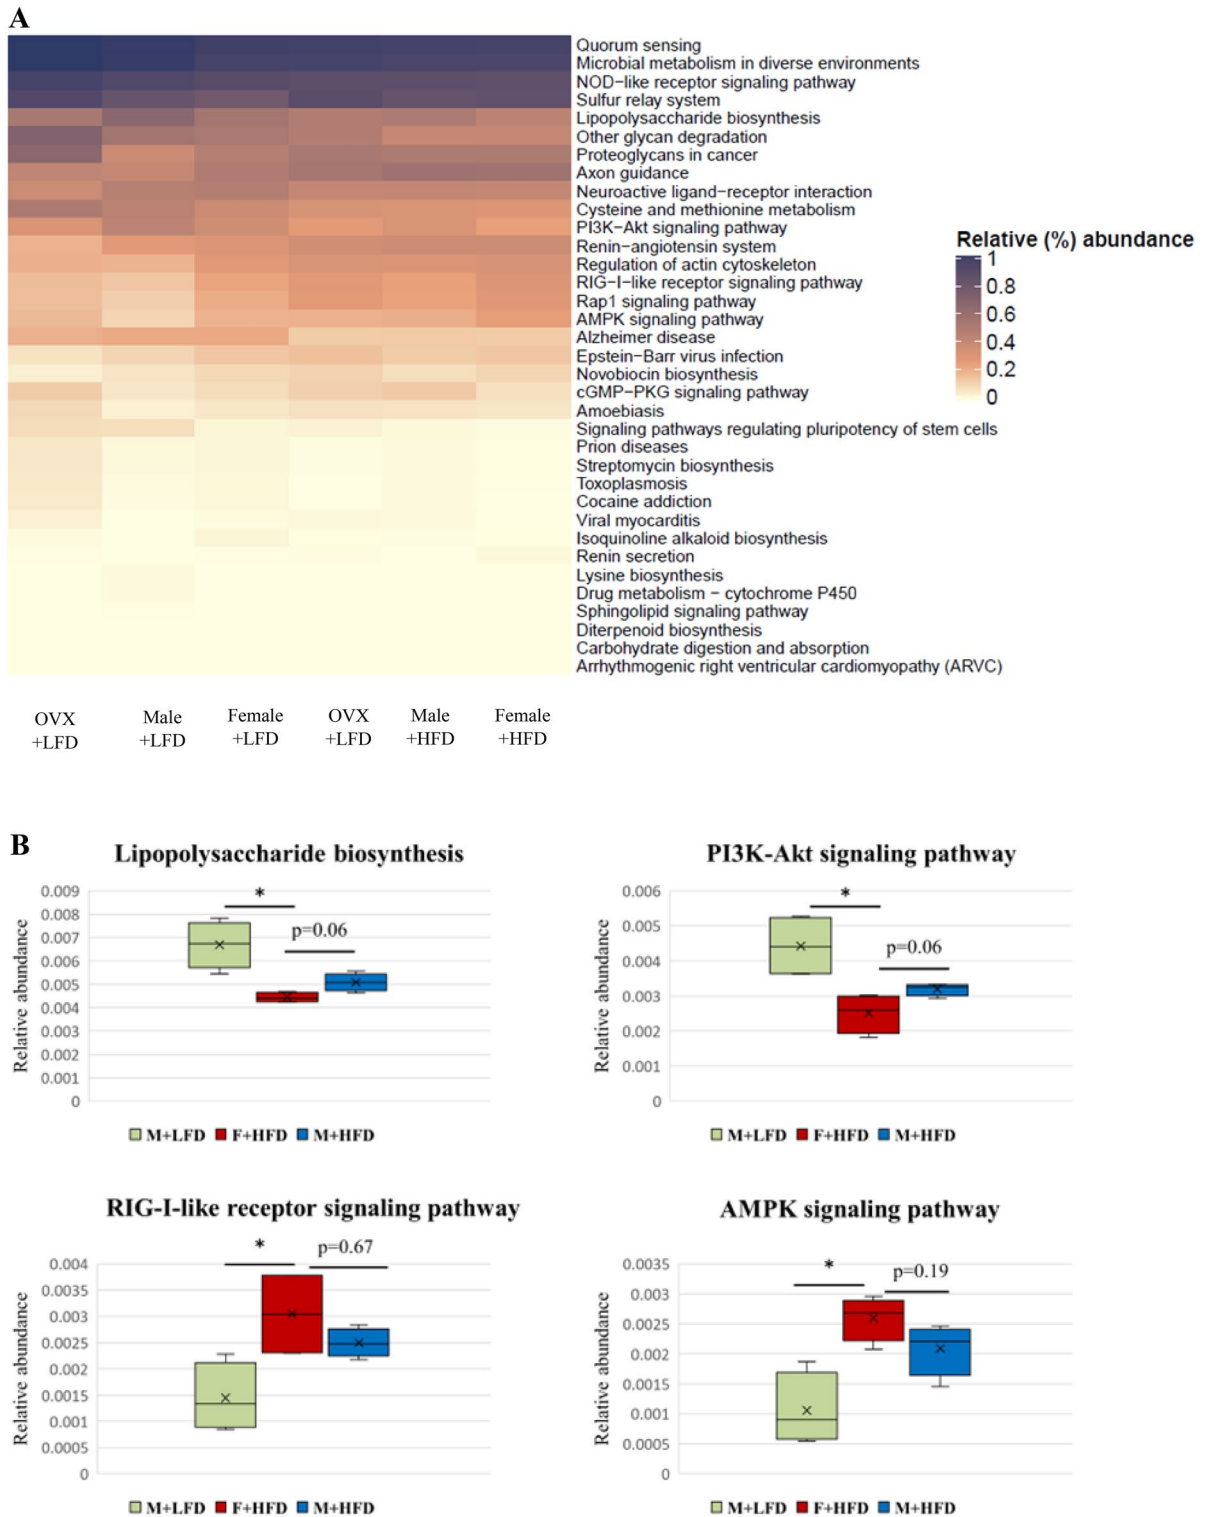 A
Quorum sensing
Microbial metabolism in diverse environments
NOD−like receptor signaling pathway
Sulfur relay system
Lipopolysaccharide biosynthesis
Other glycan degradation
Proteoglycans in cancer
Axon guidance
Neuroactive ligand−receptor interaction
Cysteine and methionine metabolism
PI3K−Akt signaling pathway
Renin−angiotensin system
Regulation of actin cytoskeleton
RIG−I−like receptor signaling pathway
Rap1 signaling pathway
AMPK signaling pathway
Alzheimer disease
Epstein−Barr virus infection
Novobiocin biosynthesis
cGMP−PKG signaling pathway
Amoebiasis
Signaling pathways regulating pluripotency of stem cells
Prion diseases
Streptomycin biosynthesis
Toxoplasmosis
Cocaine addiction
Viral myocarditis
Isoquinoline alkaloid biosynthesis
Renin secretion
Lysine biosynthesis
Drug metabolism − cytochrome P450
Sphingolipid signaling pathway
Diterpenoid biosynthesis
Carbohydrate digestion and absorption
Arrhythmogenic right ventricular cardiomyopathy (ARVC)
Relative (%) abundance
1
0.8
0.6
0.4
0.2
0
OVX Male Female OVX Male Female
+LFD +LFD +LFD +LFD +HFD +HFD
B
Lipopolysaccharide biosynthesis
Relative abundance
0.009
0.008
0.007
0.006
0.005
0.004
0.003
0.002
0.001
0
*
p=0.06
M+LFD F+HFD M+HFD
PI3K-Akt signaling pathway
Relative abundance
0.006
0.005
0.004
0.003
0.002
0.001
0
*
p=0.06
M+LFD F+HFD M+HFD
RIG-I-like receptor signaling pathway
Relative abundance
0.004
0.0035
0.003
0.0025
0.002
0.0015
0.001
0.0005
0
*
p=0.67
M+LFD F+HFD M+HFD
AMPK signaling pathway
Relative abundance
0.0035
0.003
0.0025
0.002
0.0015
0.001
0.0005
0
*
p=0.19
M+LFD F+HFD M+HFD